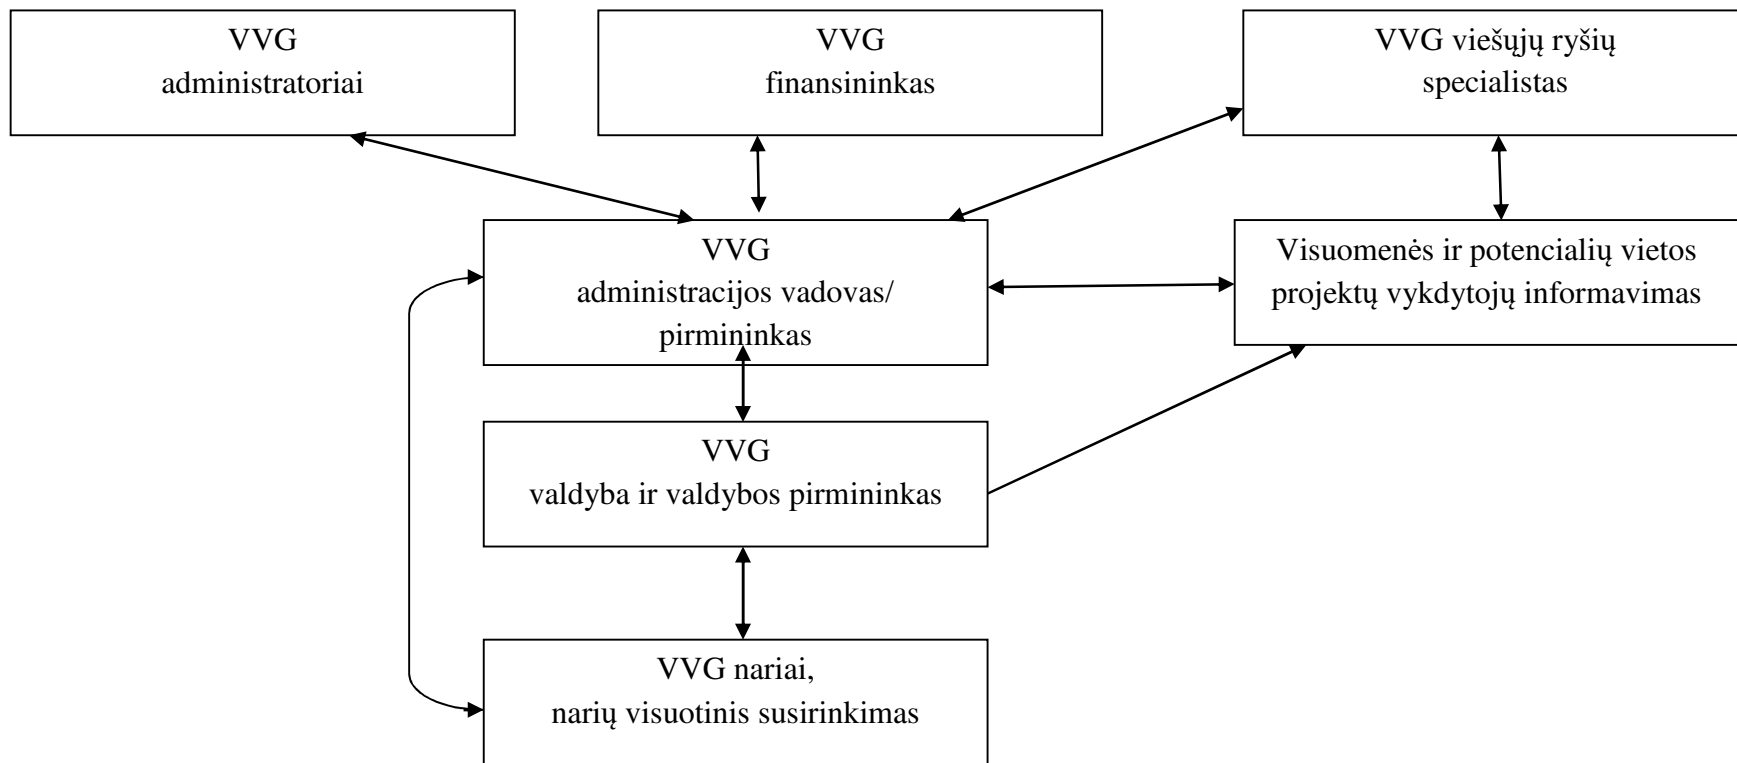 VVG
administratoriai
VVG
finansininkas
VVG viešųjų ryšių
specialistas
VVG
administracijos vadovas/
pirmininkas
Visuomenės ir potencialių vietos
projektų vykdytojų informavimas
VVG
valdyba ir valdybos pirmininkas
VVG nariai,
narių visuotinis susirinkimas